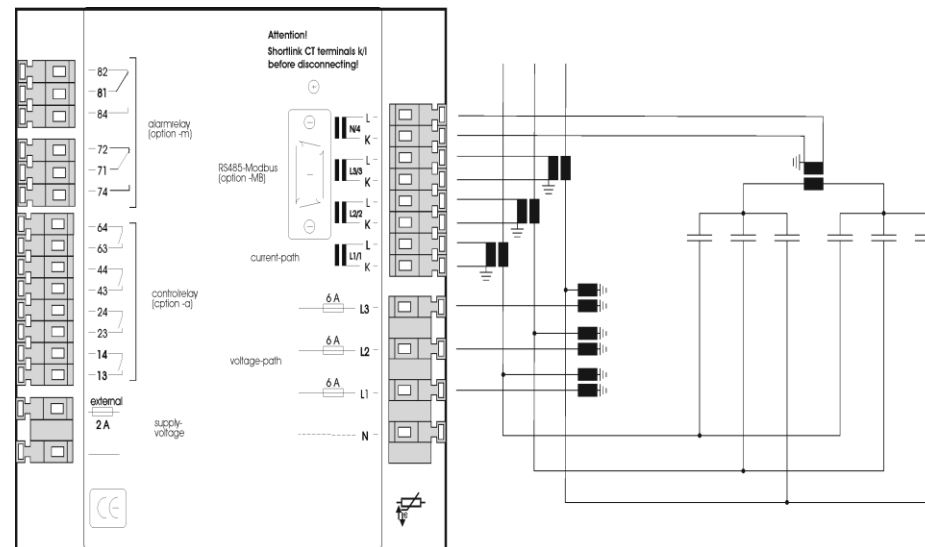 Attention!
Shortlink CT terminals k/l
before disconnecting!
82
81
84
alarmrelay
(option -m)
72
71
74
RS485-Modbus
(option -MB)
L
N/4
K
L
L3/3
K
L
L2/2
K
L
L1/1
K
current-path
64
63
44
43
controlrelay
(option -a)
24
23
14
13
6 A
L3
6 A
L2
voltage-path
6 A
L1
N
external
2 A
supply-
voltage
CE